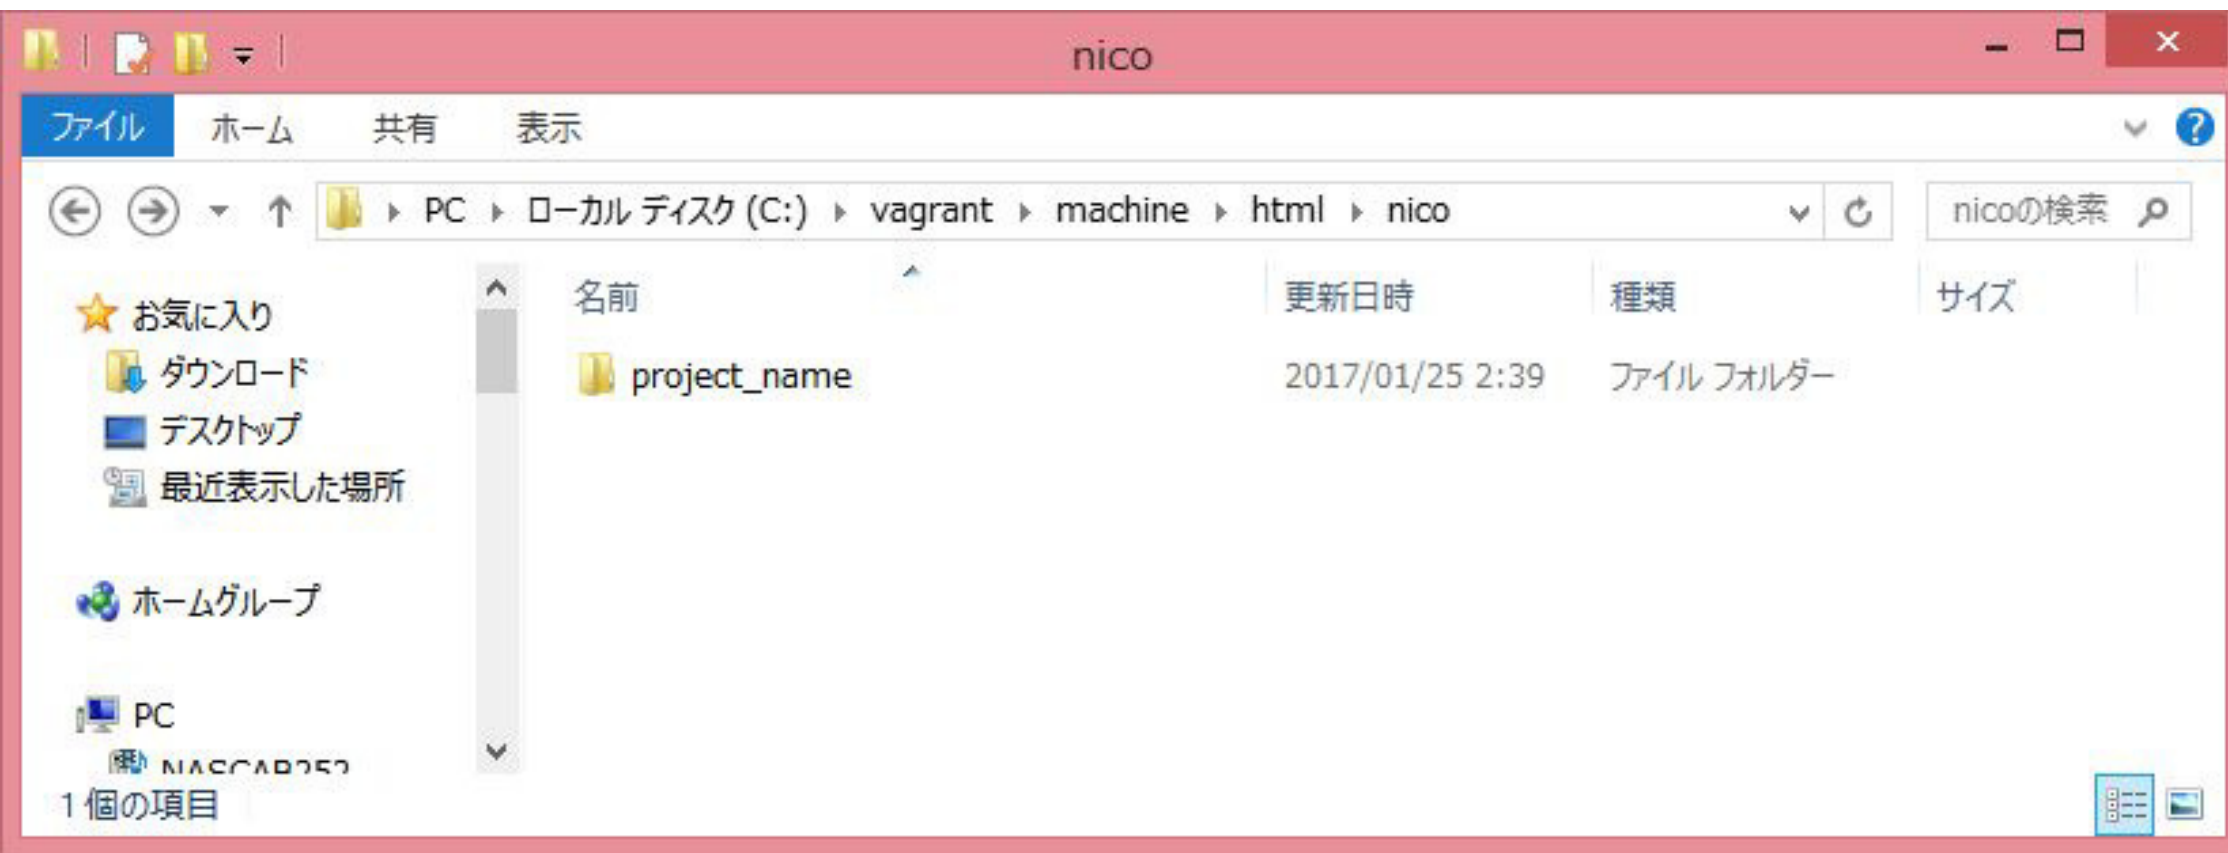 nico
ファイル ホーム 共有 表示
PC ローカル ディスク (C:) vagrant machine html nico nicoの検索
名前 更新日時 種類 サイズ
お気に入り
ダウンロード
デスクトップ
最近表示した場所
project_name 2017/01/25 2:39 ファイル フォルダー
ホームグループ
PC
NASCAR252
1 個の項目